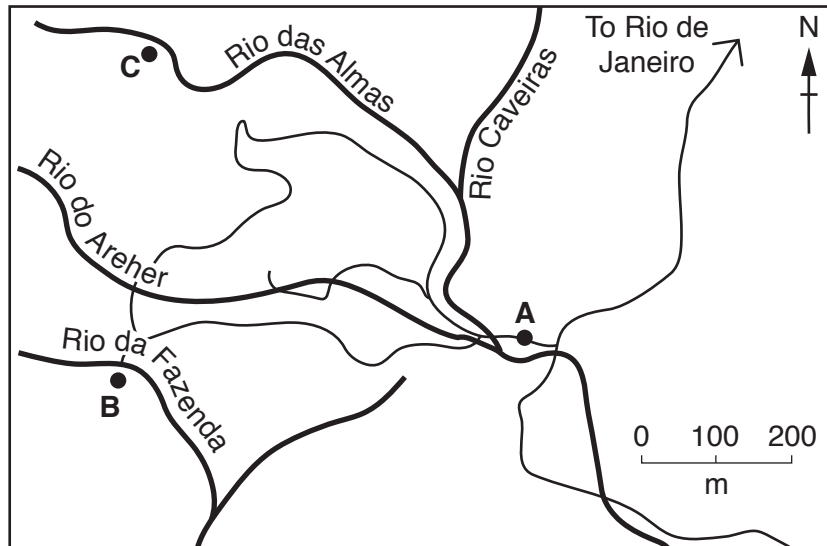 To Rio de
Janeiro
N
C
Rio das Almas
Rio Caveiras
Rio do Areher
A
Rio da Fazenda
B
0 100 200
m